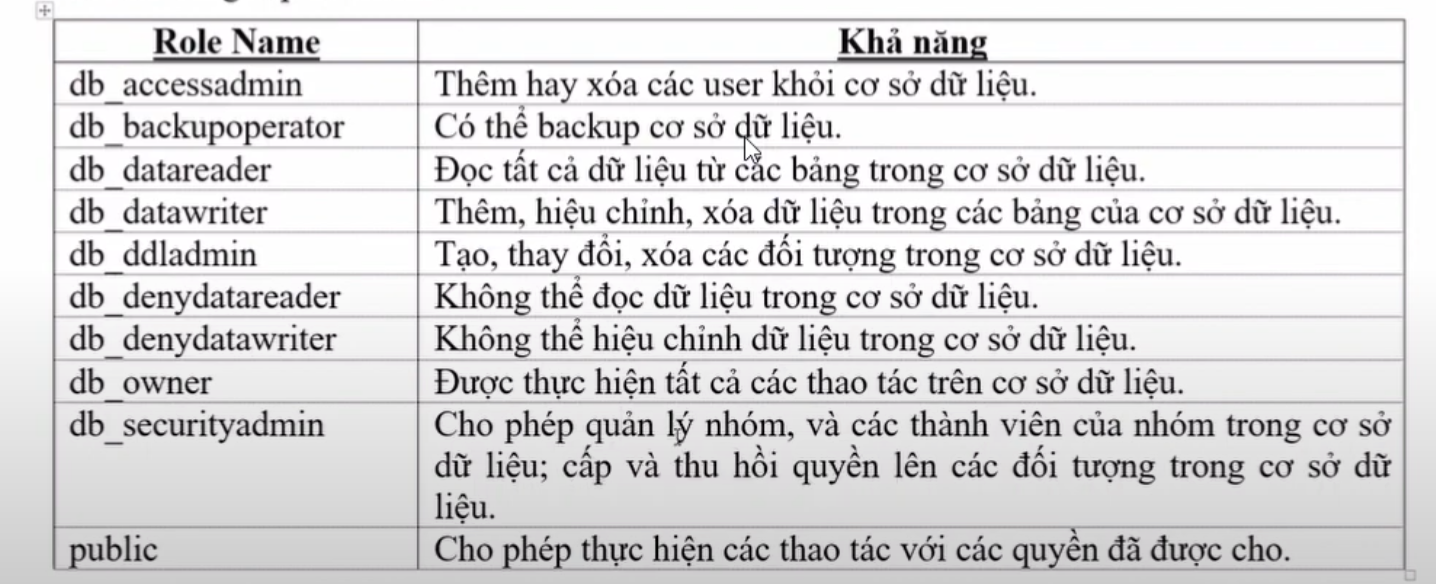 Role Name Khả năng
db_accessadmin Thêm hay xóa các user khỏi cơ sở dữ liệu.
db_backupoperator Có thể backup cơ sở dữ liệu.
db_datareader Đọc tất cả dữ liệu từ các bảng trong cơ sở dữ liệu.
db_datawriter Thêm, hiệu chỉnh, xóa dữ liệu trong các bảng của cơ sở dữ liệu.
db_ddladmin Tạo, thay đổi, xóa các đối tượng trong cơ sở dữ liệu.
db_denydatareader Không thể đọc dữ liệu trong cơ sở dữ liệu.
db_denydatawriter Không thể hiệu chỉnh dữ liệu trong cơ sở dữ liệu.
db_owner Được thực hiện tất cả các thao tác trên cơ sở dữ liệu.
db_securityadmin Cho phép quản lý nhóm, và các thành viên của nhóm trong cơ sở
dữ liệu; cấp và thu hồi quyền lên các đối tượng trong cơ sở dữ
liệu.
public Cho phép thực hiện các thao tác với các quyền đã được cho.